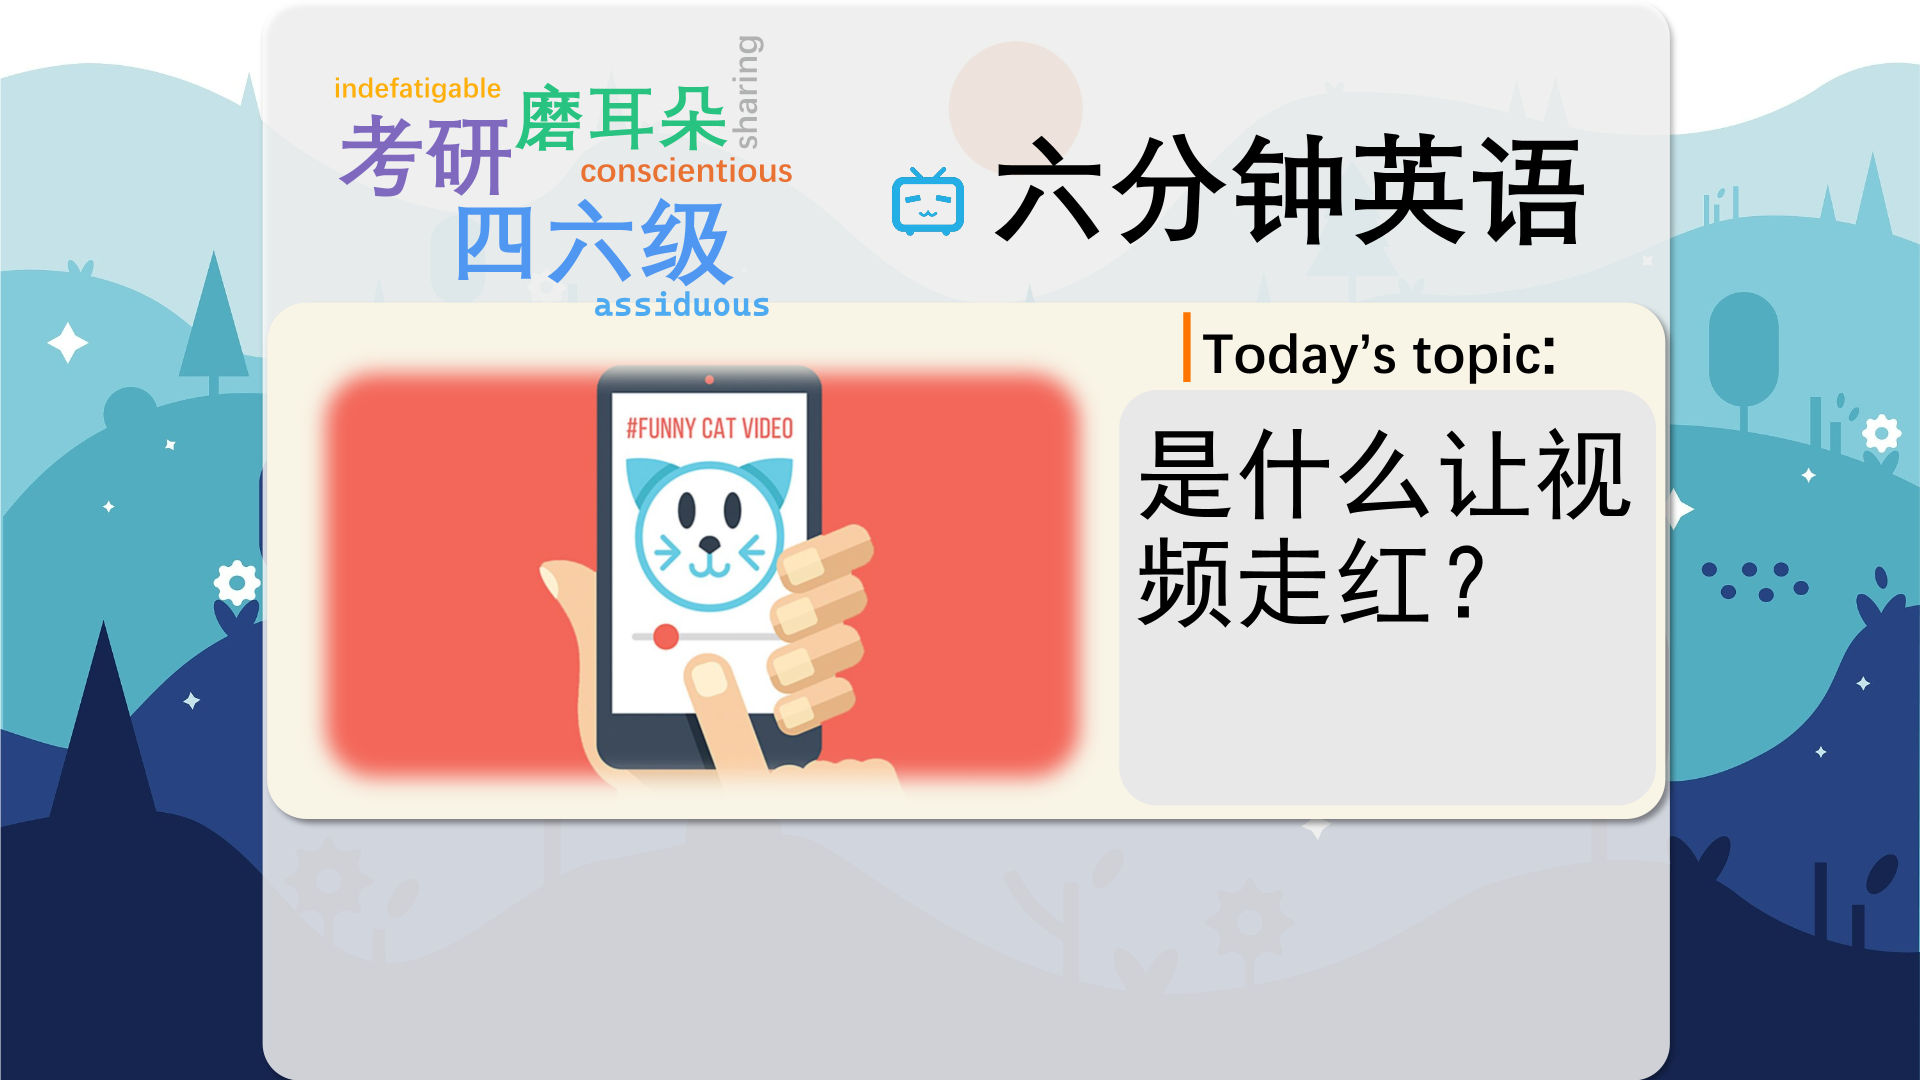 indefatigable
磨耳朵
sharing
考研
conscientious
四六级
assiduous
六分钟英语
Today's topic:
#FUNNY CAT VIDEO
是什么让视
频走红？